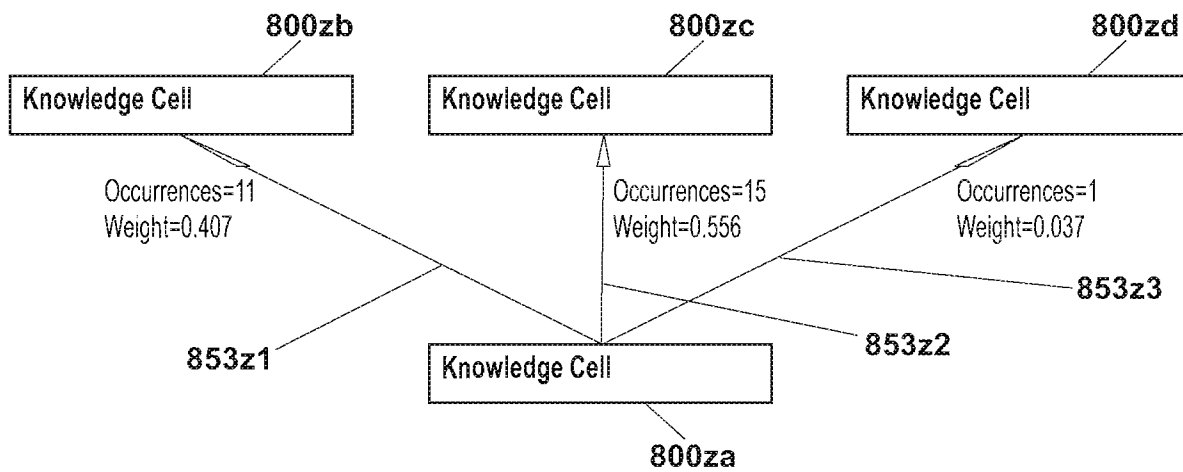 800zb
800zc
800zd
Knowledge Cell
Knowledge Cell
Knowledge Cell
Occurrences=11
Weight=0.407
Occurrences=15
Weight=0.556
Occurrences=1
Weight=0.037
853z3
853z1
853z2
Knowledge Cell
800za